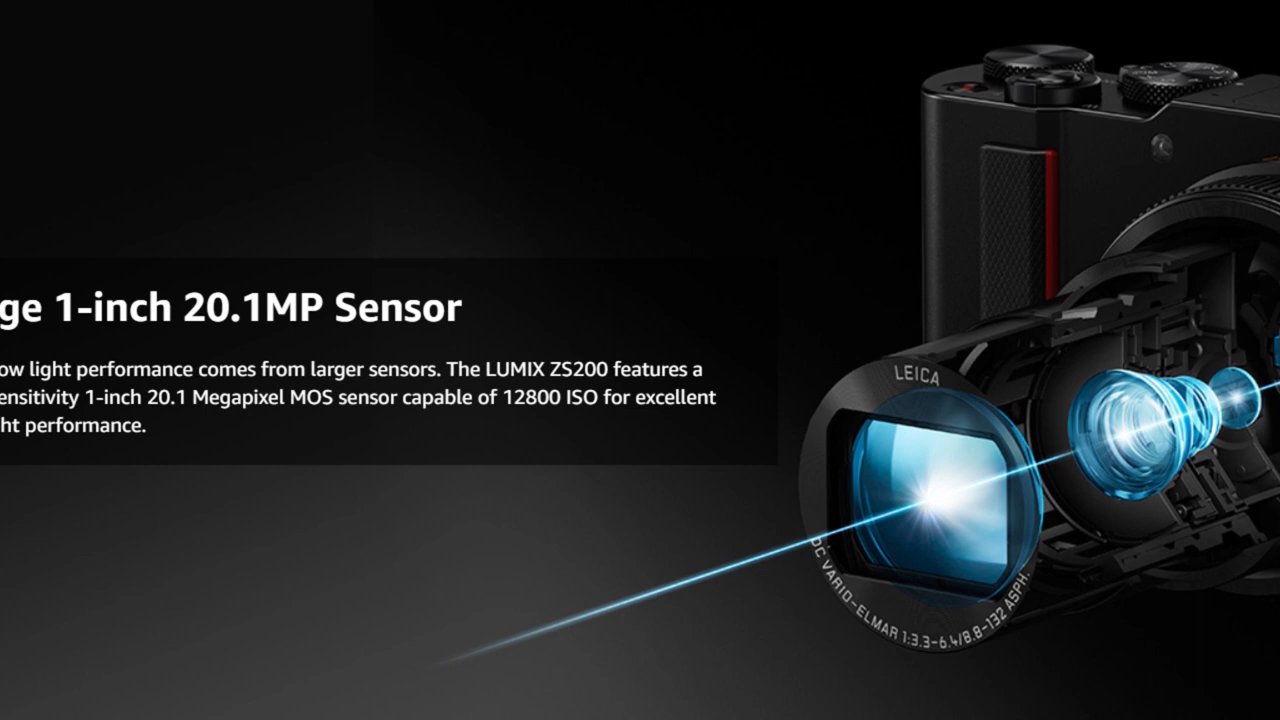 ge 1-inch 20.1MP Sensor
ow light performance comes from larger sensors. The LUMIX ZS200 features a
ensitivity 1-inch 20.1 Megapixel MOS sensor capable of 12800 ISO for excellent
ht performance.
LEICA
DC VARIO-ELMAR 1:3.3-6.4/8.8-132 ASPH.